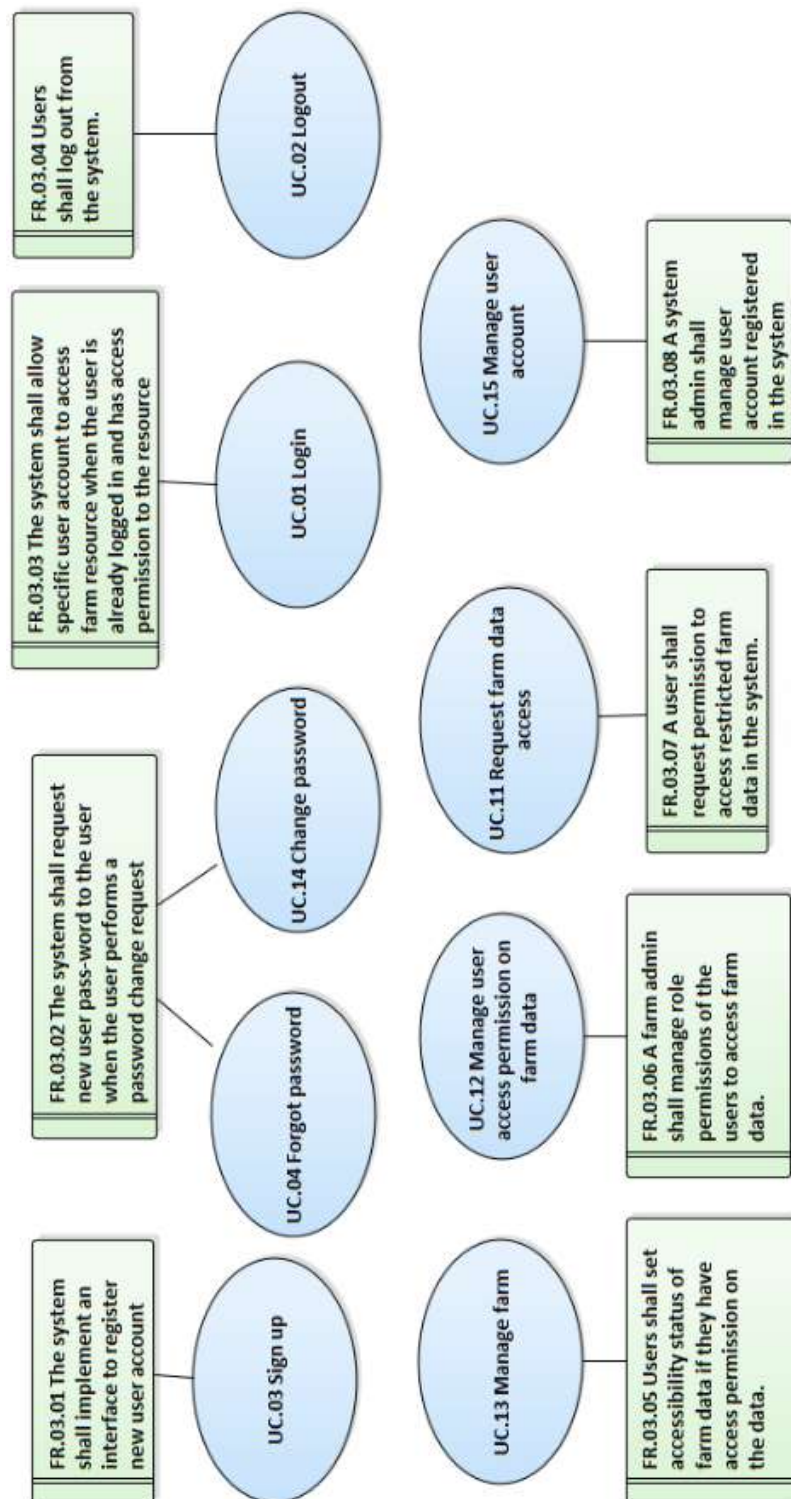 FR.03.01 The system
shall implement an
interface to register
new user account
FR.03.02 The system shall request
new user pass-word to the user
when the user performs a
password change request
FR.03.03 The system shall allow
specific user account to access
farm resource when the user is
already logged in and has access
permission to the resource
FR.03.04 Users
shall log out from
the system.
UC.03 Sign up
UC.04 Forgot password
UC.14 Change password
UC.01 Login
UC.02 Logout
UC.13 Manage farm
UC.12 Manage user
access permission on
farm data
UC.11 Request farm data
access
UC.15 Manage user
account
FR.03.05 Users shall set
accessibility status of
farm data if they have
access permission on
the data.
FR.03.06 A farm admin
shall manage role
permissions of the
users to access farm
data.
FR.03.07 A user shall
request permission to
access restricted farm
data in the system.
FR.03.08 A system
admin shall
manage user
account registered
in the system